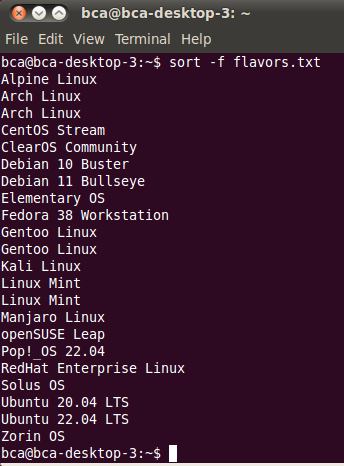 bca@bca-desktop-3: ~
File Edit View Terminal Help
bca@bca-desktop-3:~$ sort -f flavors.txt
Alpine Linux
Arch Linux
Arch Linux
CentOS Stream
ClearOS Community
Debian 10 Buster
Debian 11 Bullseye
Elementary OS
Fedora 38 Workstation
Gentoo Linux
Gentoo Linux
Kali Linux
Linux Mint
Linux Mint
Manjaro Linux
openSUSE Leap
Pop!_OS 22.04
RedHat Enterprise Linux
Solus OS
Ubuntu 20.04 LTS
Ubuntu 22.04 LTS
Zorin OS
bca@bca-desktop-3:~$